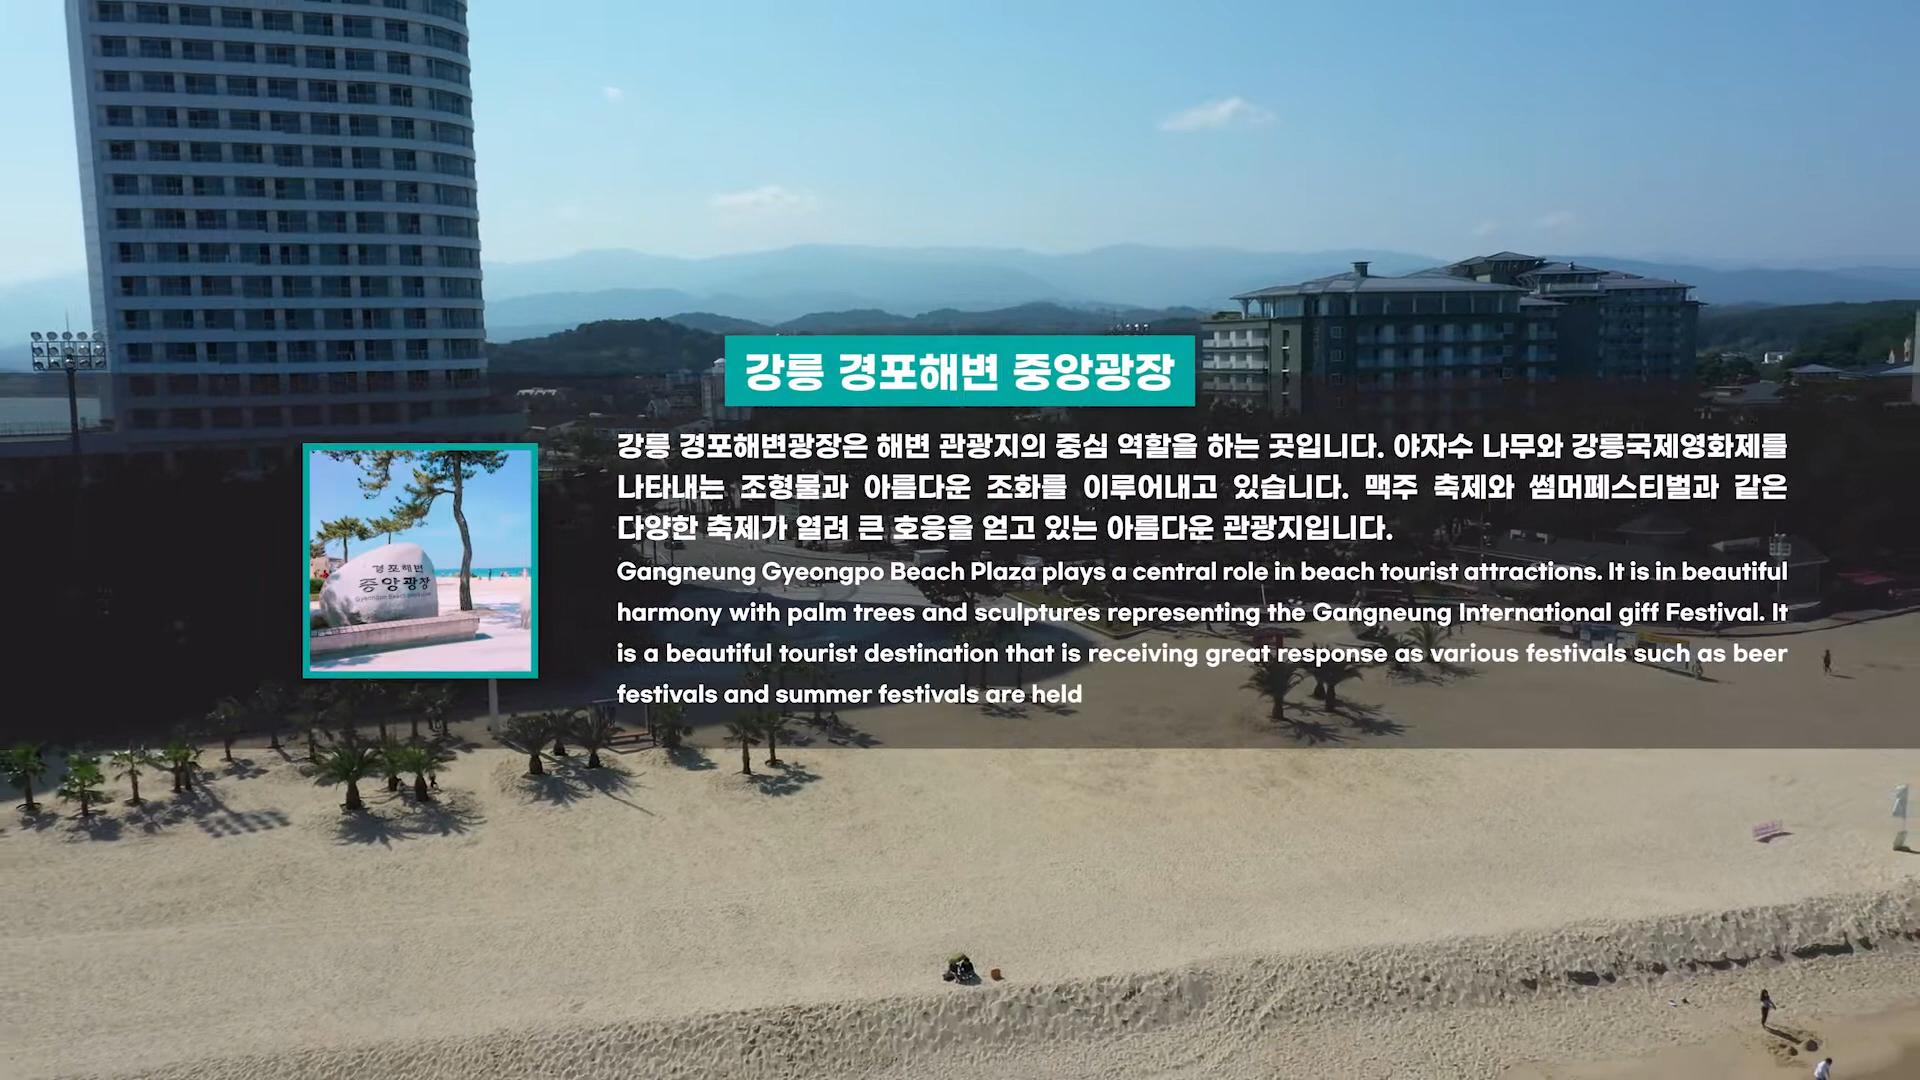 강릉 경포해변 중앙광장
강릉 경포해변광장은 해변 관광지의 중심 역할을 하는 곳입니다. 야자수 나무와 강릉국제영화제를
나타내는 조형물과 아름다운 조화를 이루어내고 있습니다. 맥주 축제와 썸머페스티벌과 같은
다양한 축제가 열려 큰 호응을 얻고 있는 아름다운 관광지입니다.
Gangneung Gyeongpo Beach Plaza plays a central role in beach tourist attractions. It is in beautiful
harmony with palm trees and sculptures representing the Gangneung International giff Festival. It
is a beautiful tourist destination that is receiving great response as various festivals such as beer
festivals and summer festivals are held
경포해변
중앙광장
Gyeongpo Beach